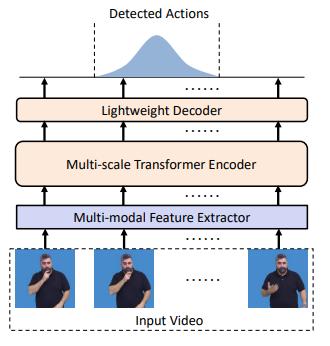 Detected Actions
......
Lightweight Decoder
......
Multi-scale Transformer Encoder
......
Multi-modal Feature Extractor
......
......
Input Video